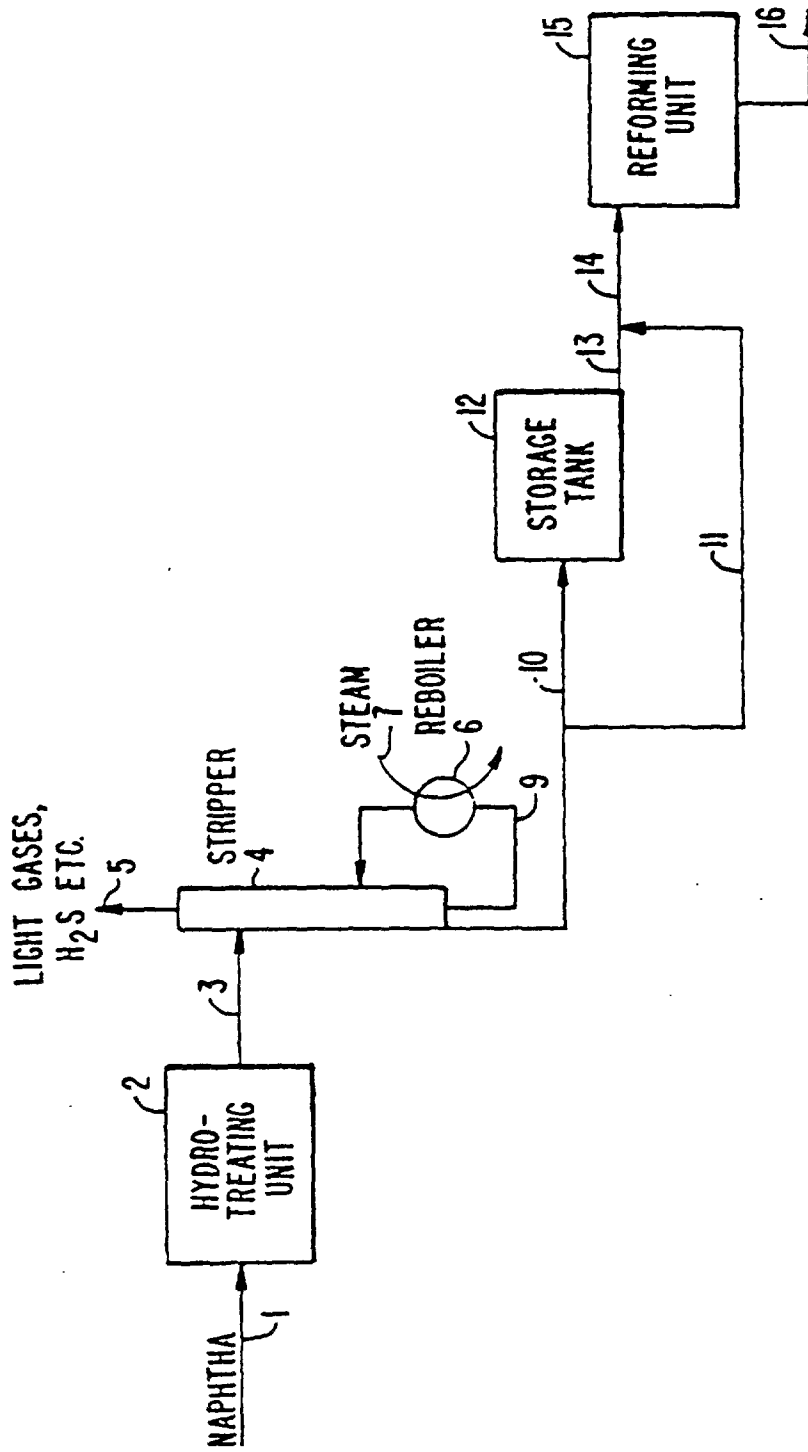 NAPHTHA
1
HYDRO-
TREATING
UNIT
2
3
LIGHT GASES,
H2S ETC.
5
STRIPPER
4
STEAM
7
REBOILER
6
9
10
11
STORAGE
TANK
12
13
14
REFORMING
UNIT
15
16